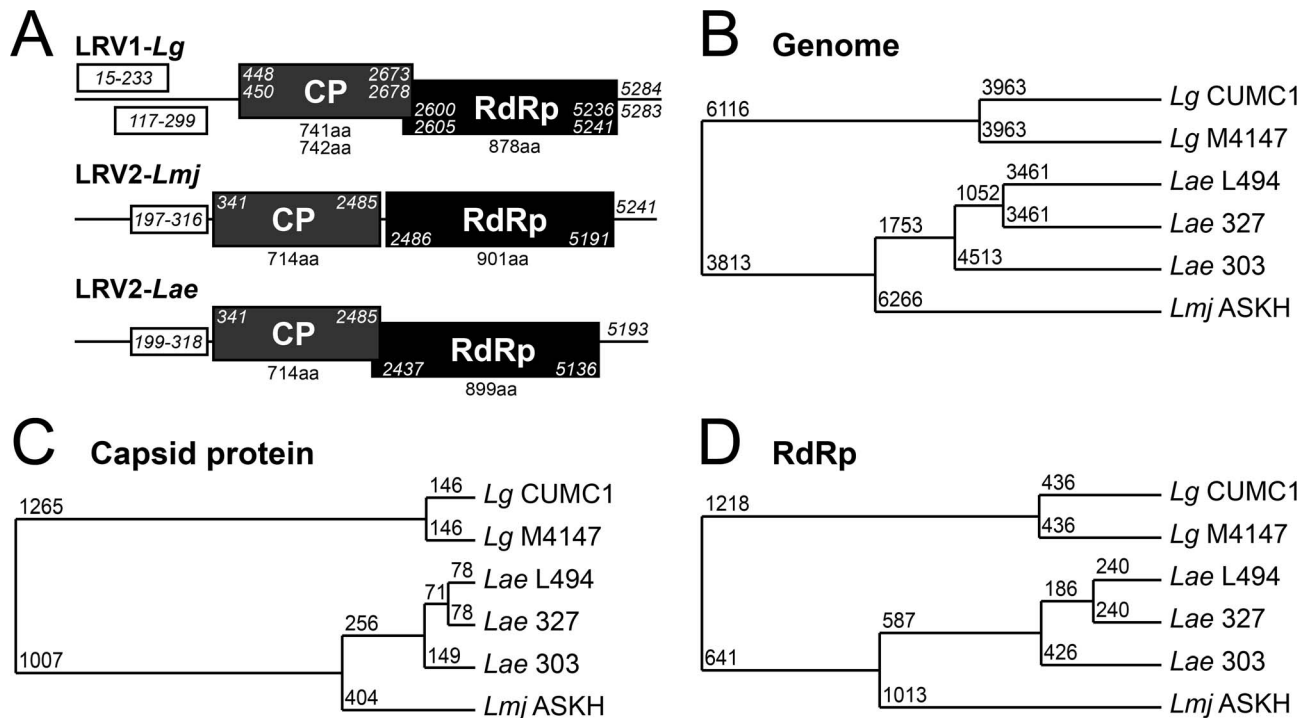 A
LRV1-Lg
15-233
117-299
448 2673
450 CP 2678
741aa
742aa
2600 RdRp 5236
2605 5241
878aa
5284
5283
LRV2-Lmj
197-316
341 CP 2485
714aa
2486 RdRp 5191
901aa
5241
LRV2-Lae
199-318
341 CP 2485
714aa
2437 RdRp 5136
899aa
5193
B Genome
6116
3963 Lg CUMC1
3963 Lg M4147
3813
1753
1052
3461 Lae L494
3461 Lae 327
4513 Lae 303
6266 Lmj ASKH
C Capsid protein
1265
146 Lg CUMC1
146 Lg M4147
1007
256
71
78 Lae L494
78 Lae 327
149 Lae 303
404 Lmj ASKH
D RdRp
1218
436 Lg CUMC1
436 Lg M4147
641
587
186
240 Lae L494
240 Lae 327
426 Lae 303
1013 Lmj ASKH